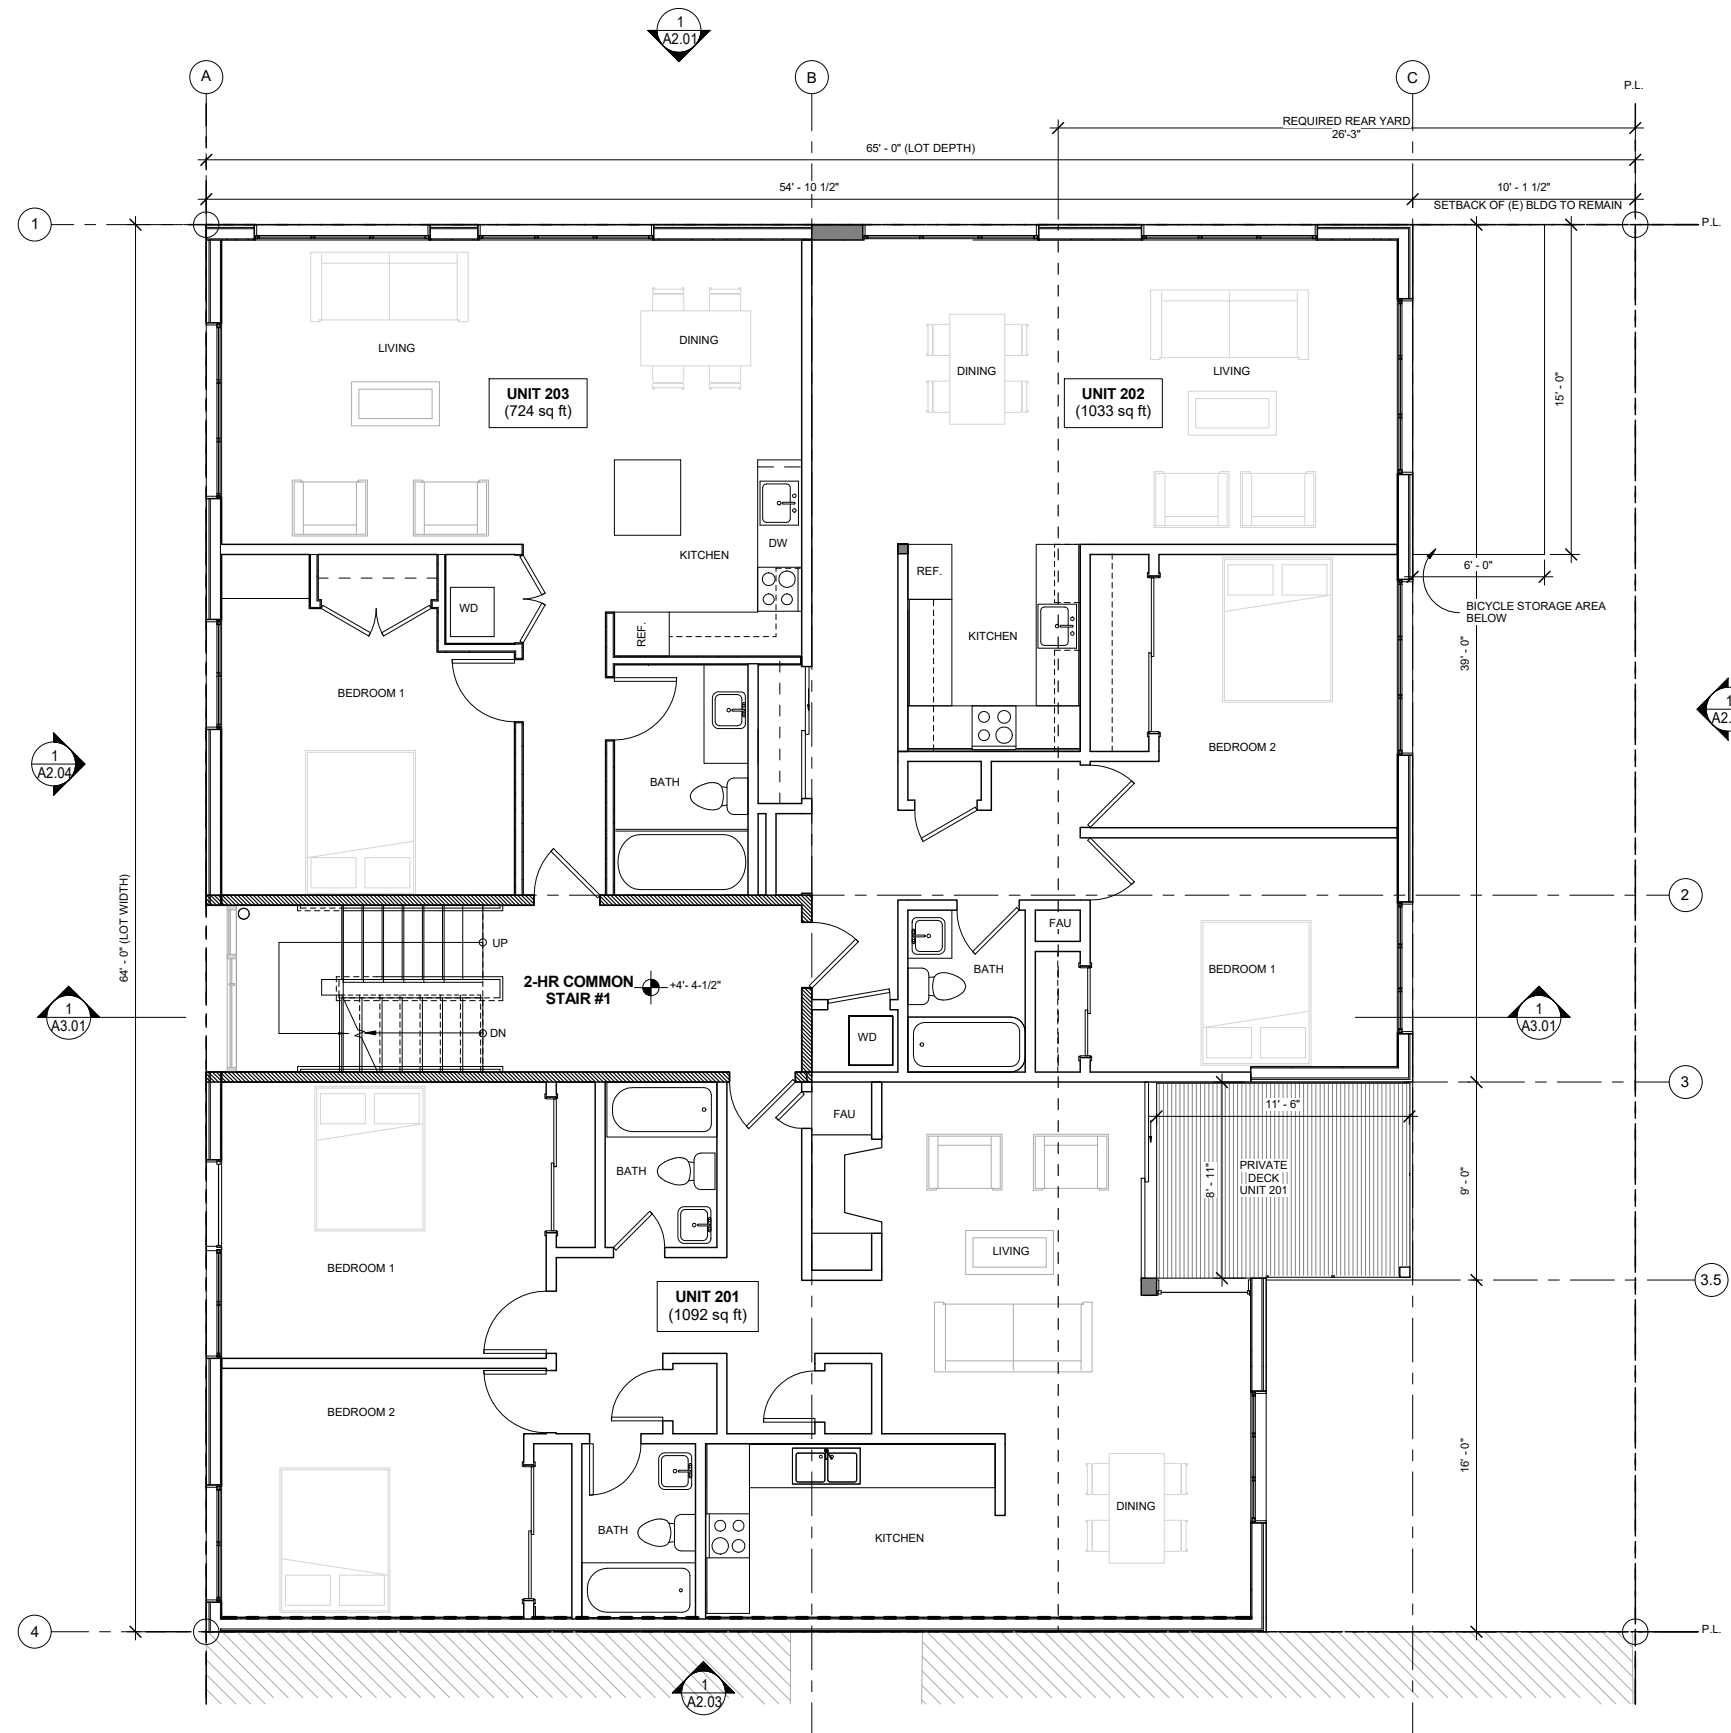 1
A2.01
A
B
C
P.L.
REQUIRED REAR YARD
26'-3"
65' - 0" (LOT DEPTH)
54' - 10 1/2"
10' - 1 1/2"
SETBACK OF (E) BLDG TO REMAIN
1
P.L.
LIVING
DINING
UNIT 203
(724 sq ft)
DINING
UNIT 202
(1033 sq ft)
LIVING
15' - 0"
KITCHEN
DW
REF.
WD
REF.
KITCHEN
6' - 0"
BICYCLE STORAGE AREA
BELOW
39' - 0"
BEDROOM 1
BATH
BEDROOM 2
1
A2.04
1
A2.
64' - 0" (LOT WIDTH)
2
UP
2-HR COMMON
STAIR #1
+4'- 4-1/2"
DN
FAU
BATH
BEDROOM 1
WD
1
A3.01
1
A3.01
3
FAU
11' - 6"
8' - 11"
PRIVATE
DECK
UNIT 201
9' - 0"
BATH
BEDROOM 1
LIVING
3.5
UNIT 201
(1092 sq ft)
BEDROOM 2
16' - 0"
BATH
KITCHEN
DINING
4
P.L.
1
A2.03